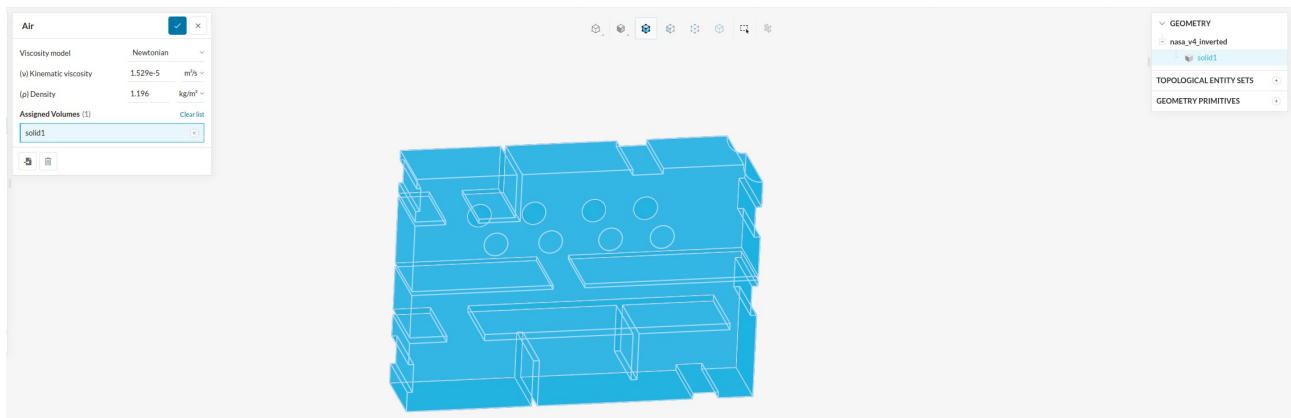 Air
Viscosity model Newtonian
(ν) Kinematic viscosity 1.529e-5 m²/s
(ρ) Density 1.196 kg/m³
Assigned Volumes (1) Clear list
solid1
GEOMETRY
nasa_v4_inverted
solid1
TOPOLOGICAL ENTITY SETS
GEOMETRY PRIMITIVES